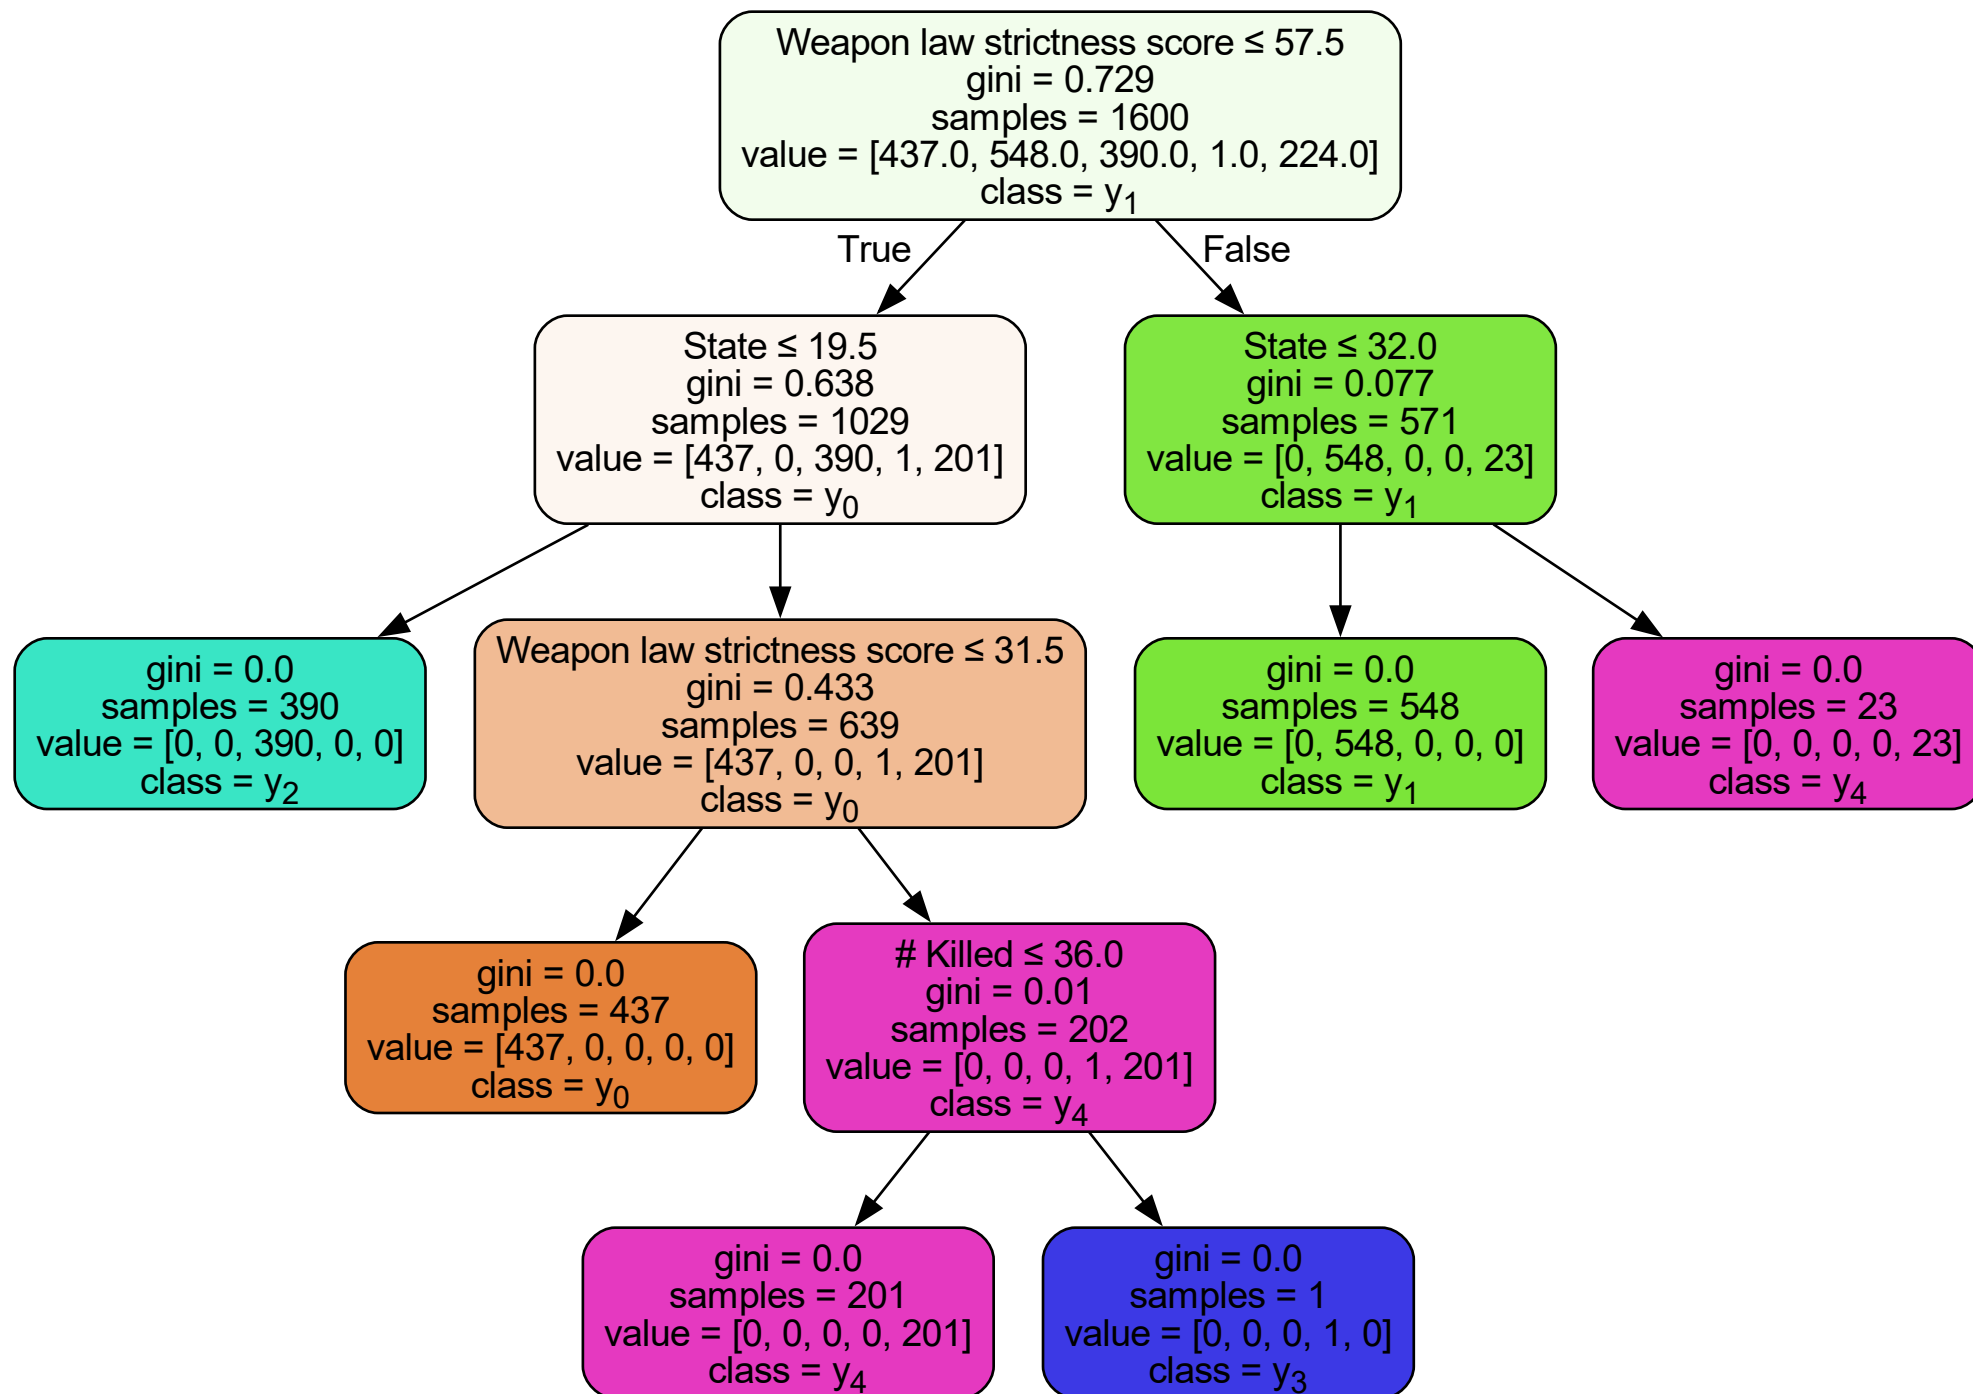 Weapon law strictness score ≤ 57.5
gini = 0.729
samples = 1600
value = [437.0, 548.0, 390.0, 1.0, 224.0]
class = y1
True
False
State ≤ 19.5
gini = 0.638
samples = 1029
value = [437, 0, 390, 1, 201]
class = y0
State ≤ 32.0
gini = 0.077
samples = 571
value = [0, 548, 0, 0, 23]
class = y1
gini = 0.0
samples = 390
value = [0, 0, 390, 0, 0]
class = y2
Weapon law strictness score ≤ 31.5
gini = 0.433
samples = 639
value = [437, 0, 0, 1, 201]
class = y0
gini = 0.0
samples = 548
value = [0, 548, 0, 0, 0]
class = y1
gini = 0.0
samples = 23
value = [0, 0, 0, 0, 23]
class = y4
gini = 0.0
samples = 437
value = [437, 0, 0, 0, 0]
class = y0
# Killed ≤ 36.0
gini = 0.01
samples = 202
value = [0, 0, 0, 1, 201]
class = y4
gini = 0.0
samples = 201
value = [0, 0, 0, 0, 201]
class = y4
gini = 0.0
samples = 1
value = [0, 0, 0, 1, 0]
class = y3